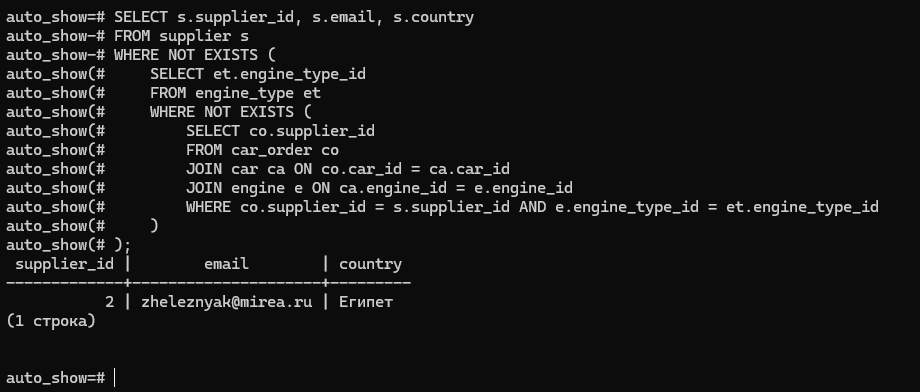 auto_show=# SELECT s.supplier_id, s.email, s.country
auto_show-# FROM supplier s
auto_show-# WHERE NOT EXISTS (
auto_show(#     SELECT et.engine_type_id
auto_show(#     FROM engine_type et
auto_show(#     WHERE NOT EXISTS (
auto_show(#         SELECT co.supplier_id
auto_show(#         FROM car_order co
auto_show(#         JOIN car ca ON co.car_id = ca.car_id
auto_show(#         JOIN engine e ON ca.engine_id = e.engine_id
auto_show(#         WHERE co.supplier_id = s.supplier_id AND e.engine_type_id = et.engine_type_id
auto_show(#     )
auto_show(# );
 supplier_id |        email        | country
-------------+---------------------+---------
           2 | zheleznyak@mirea.ru | Египет
(1 строка)
auto_show=#